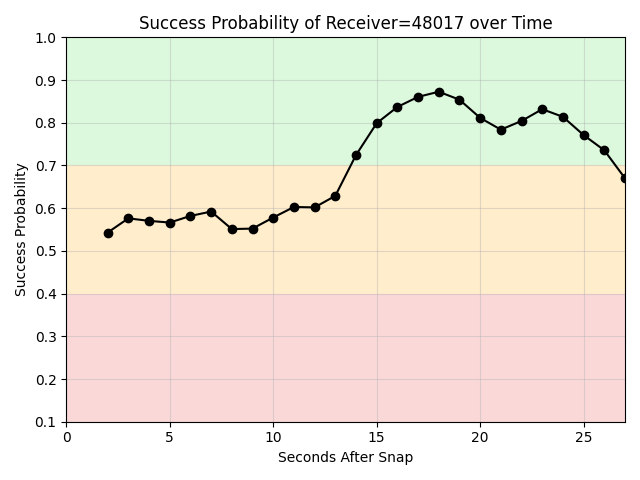 Success Probability of Receiver=48017 over Time
1.0
0.9
0.8
0.7
0.6
0.5
0.4
0.3
0.2
0.1
Success Probability
0 5 10 15 20 25
Seconds After Snap